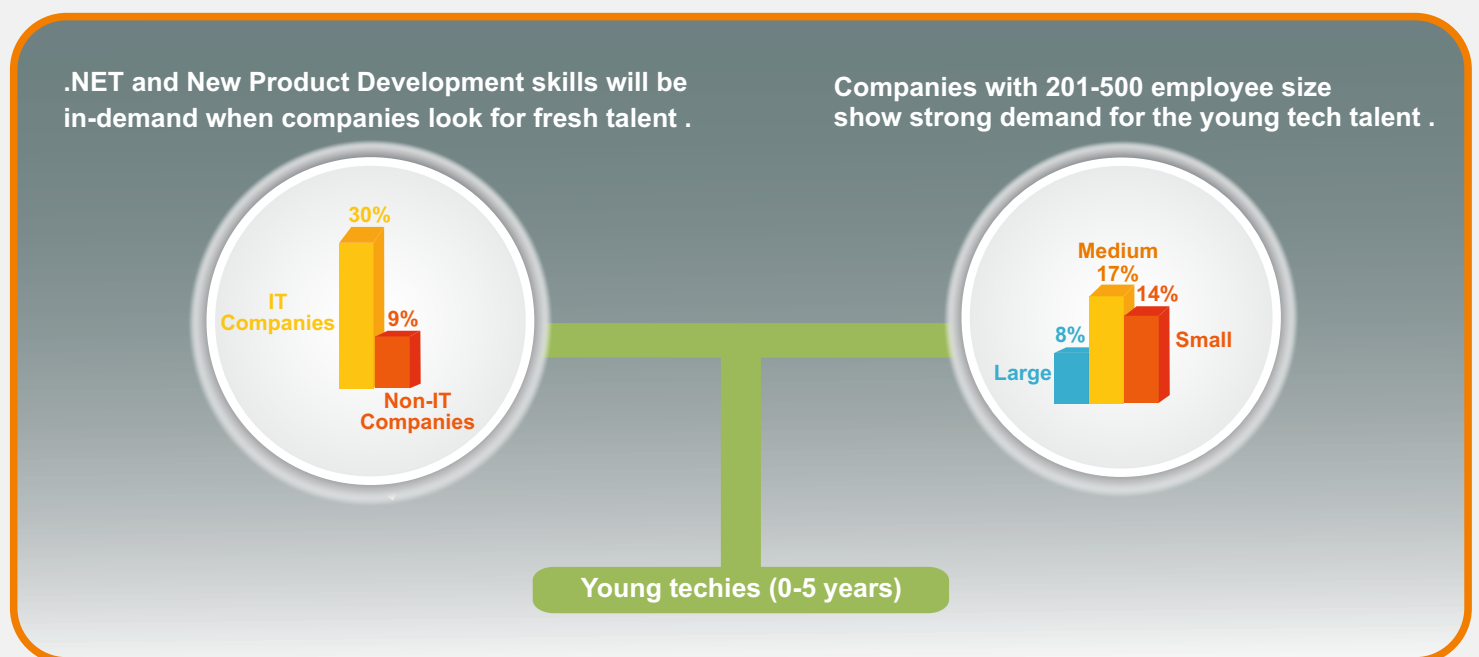 .NET and New Product Development skills will be
in-demand when companies look for fresh talent .
Companies with 201-500 employee size
show strong demand for the young tech talent .
30%
IT
Companies
9%
Non-IT
Companies
Medium
17%
14%
8%
Small
Large
Young techies (0-5 years)